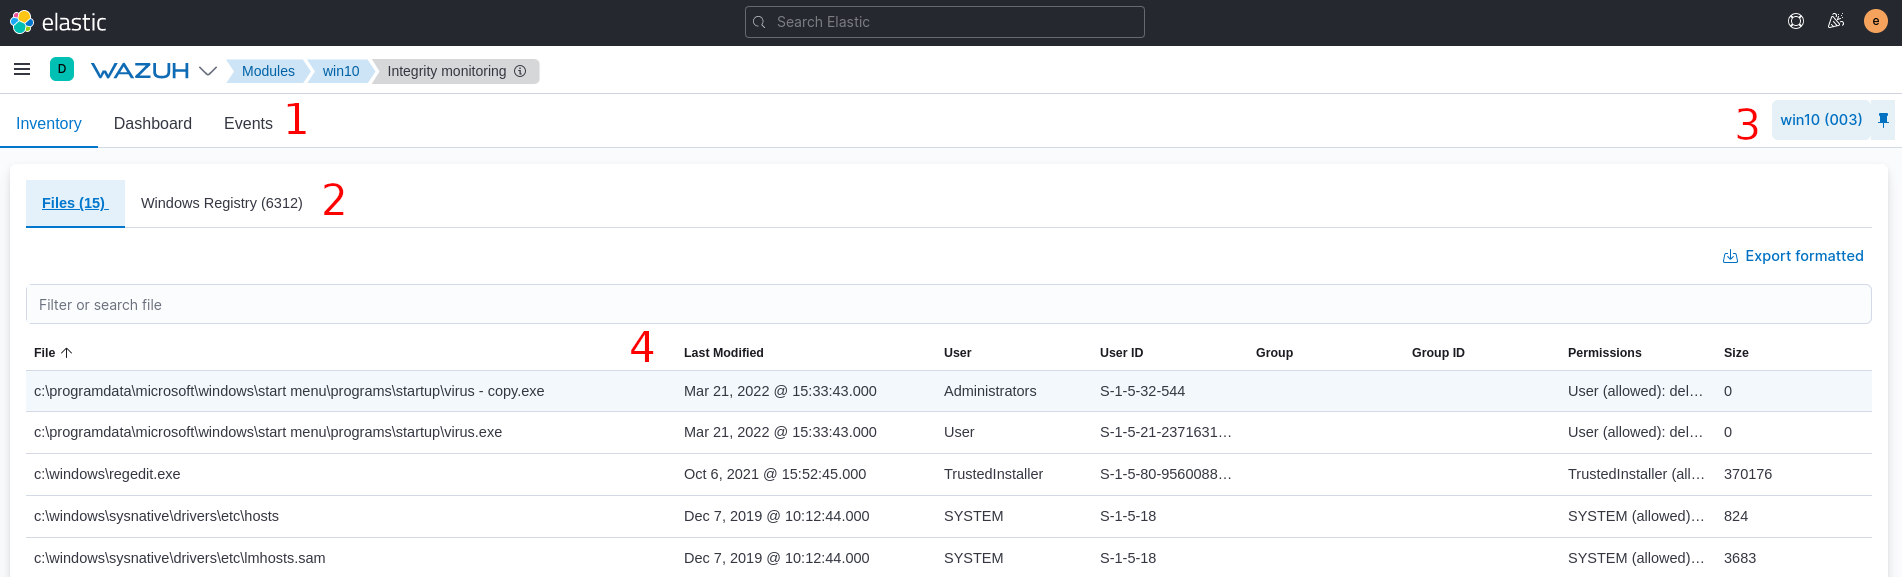 elastic Search Elastic e
D WAZUH Modules win10 Integrity monitoring
Inventory Dashboard Events 1 3 win10 (003)
Files (15) Windows Registry (6312) 2
Export formatted
Filter or search file
4
File Last Modified User User ID Group Group ID Permissions Size
c:\programdata\microsoft\windows\start menu\programs\startup\virus - copy.exe Mar 21, 2022 @ 15:33:43.000 Administrators S-1-5-32-544 User (allowed): del… 0
c:\programdata\microsoft\windows\start menu\programs\startup\virus.exe Mar 21, 2022 @ 15:33:43.000 User S-1-5-21-2371631… User (allowed): del… 0
c:\windows\regedit.exe Oct 6, 2021 @ 15:52:45.000 TrustedInstaller S-1-5-80-9560088… TrustedInstaller (all… 370176
c:\windows\sysnative\drivers\etc\hosts Dec 7, 2019 @ 10:12:44.000 SYSTEM S-1-5-18 SYSTEM (allowed)… 824
c:\windows\sysnative\drivers\etc\lmhosts.sam Dec 7, 2019 @ 10:12:44.000 SYSTEM S-1-5-18 SYSTEM (allowed)… 3683